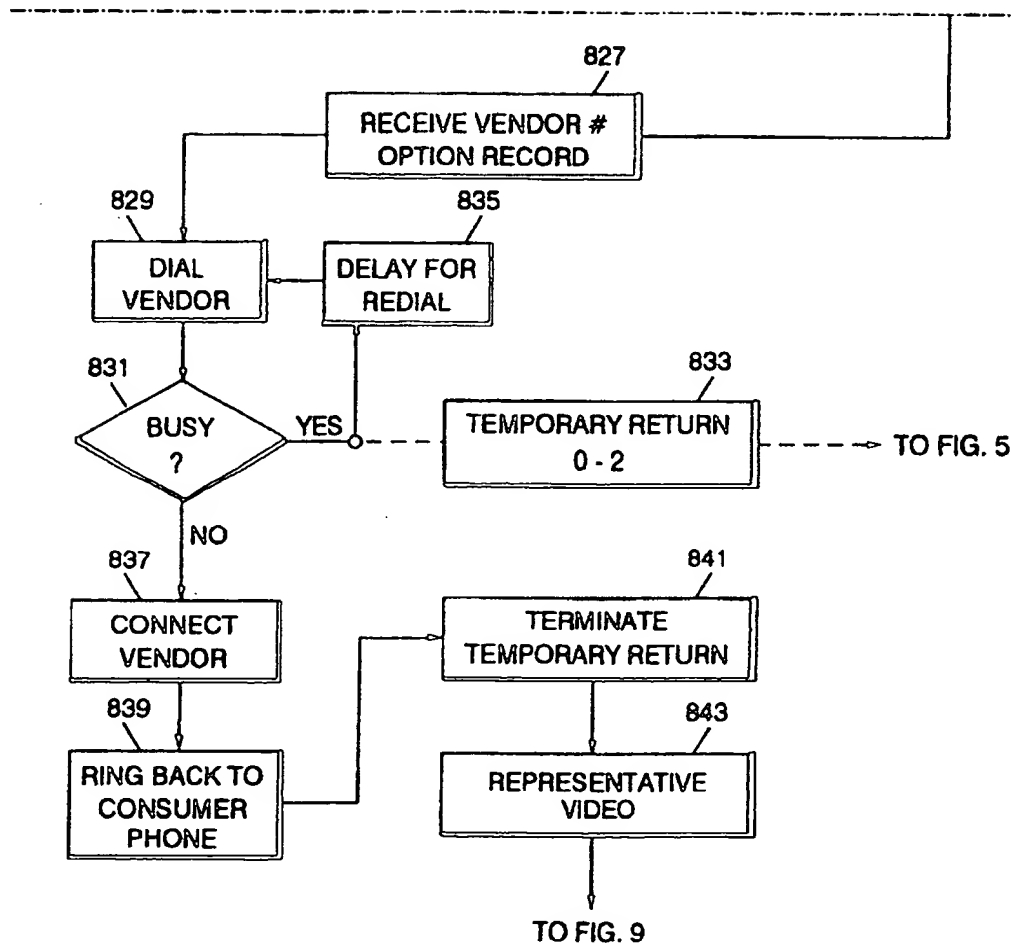 827
RECEIVE VENDOR #
OPTION RECORD
829
DIAL
VENDOR
835
DELAY FOR
REDIAL
831
BUSY
?
YES
833
TEMPORARY RETURN
0 - 2
TO FIG. 5
NO
837
CONNECT
VENDOR
841
TERMINATE
TEMPORARY RETURN
839
RING BACK TO
CONSUMER
PHONE
843
REPRESENTATIVE
VIDEO
TO FIG. 9